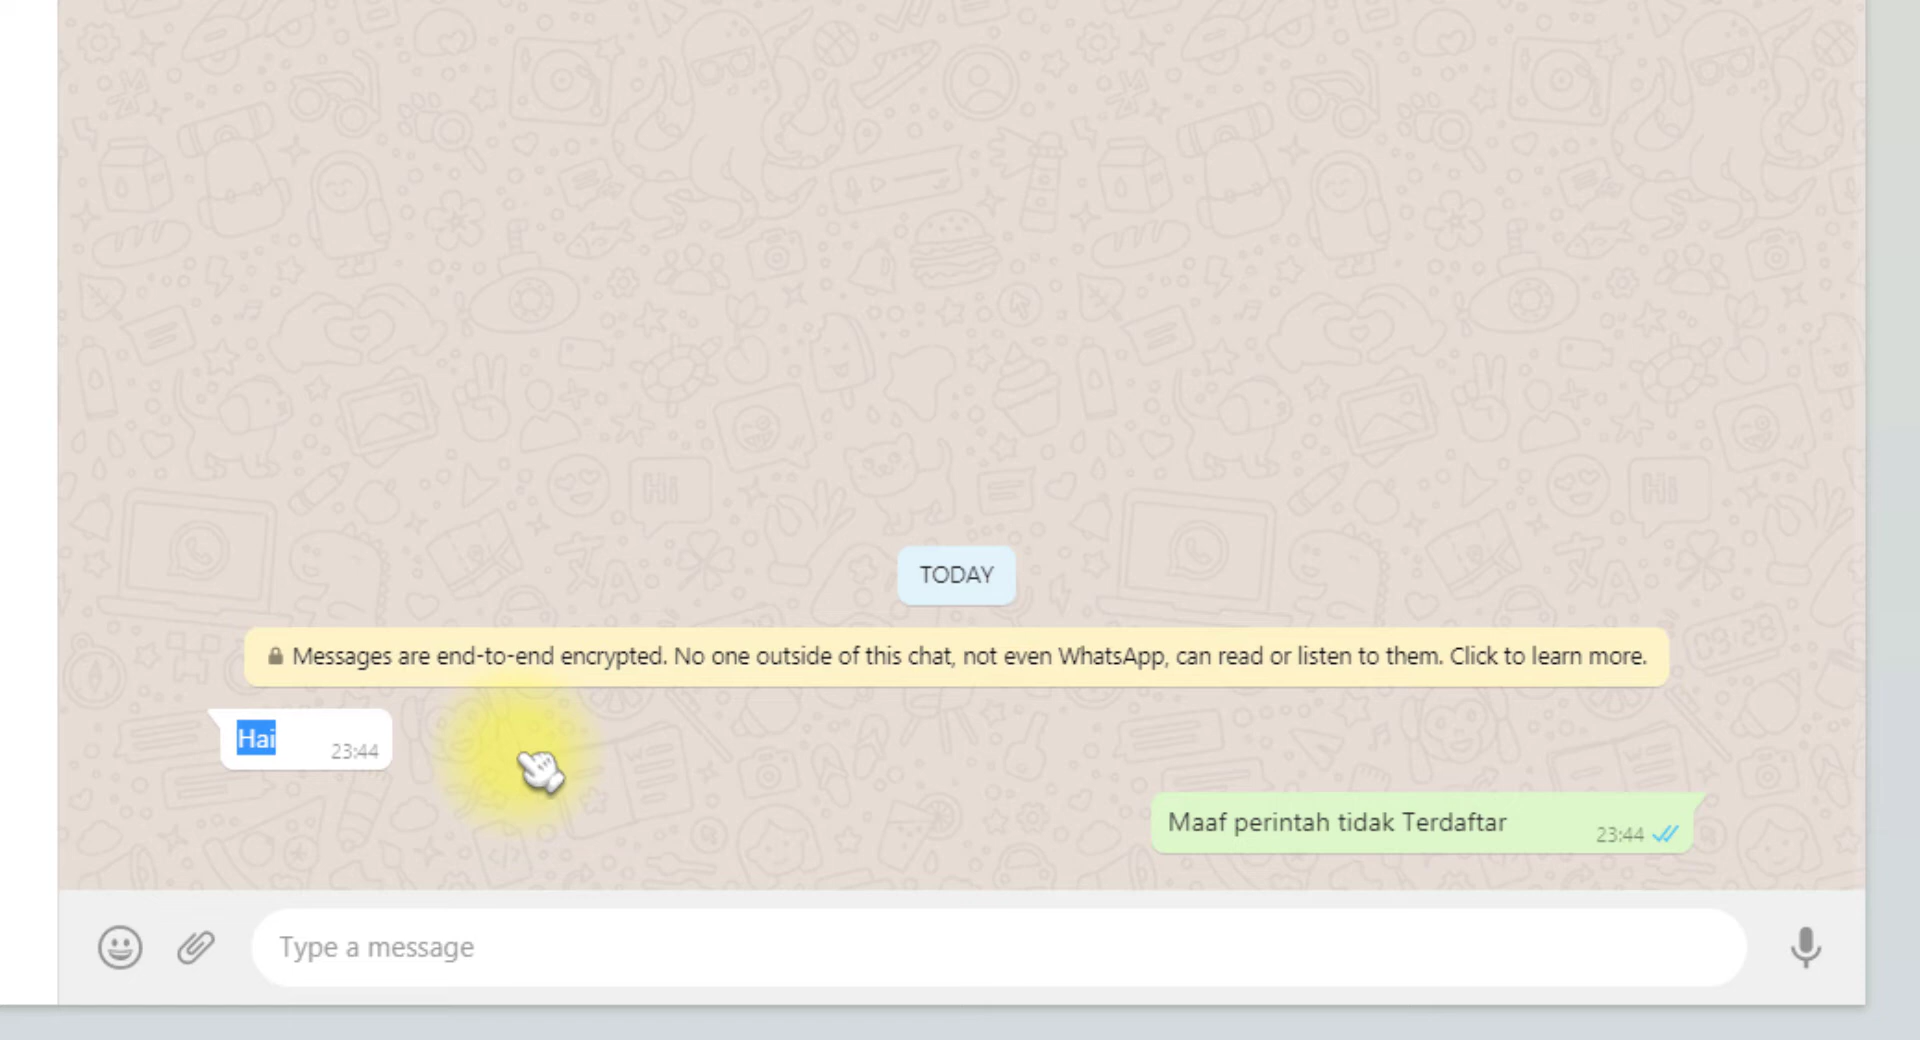 TODAY
Messages are end-to-end encrypted. No one outside of this chat, not even WhatsApp, can read or listen to them. Click to learn more.
Hai
23:44
Maaf perintah tidak Terdaftar
23:44
Type a message